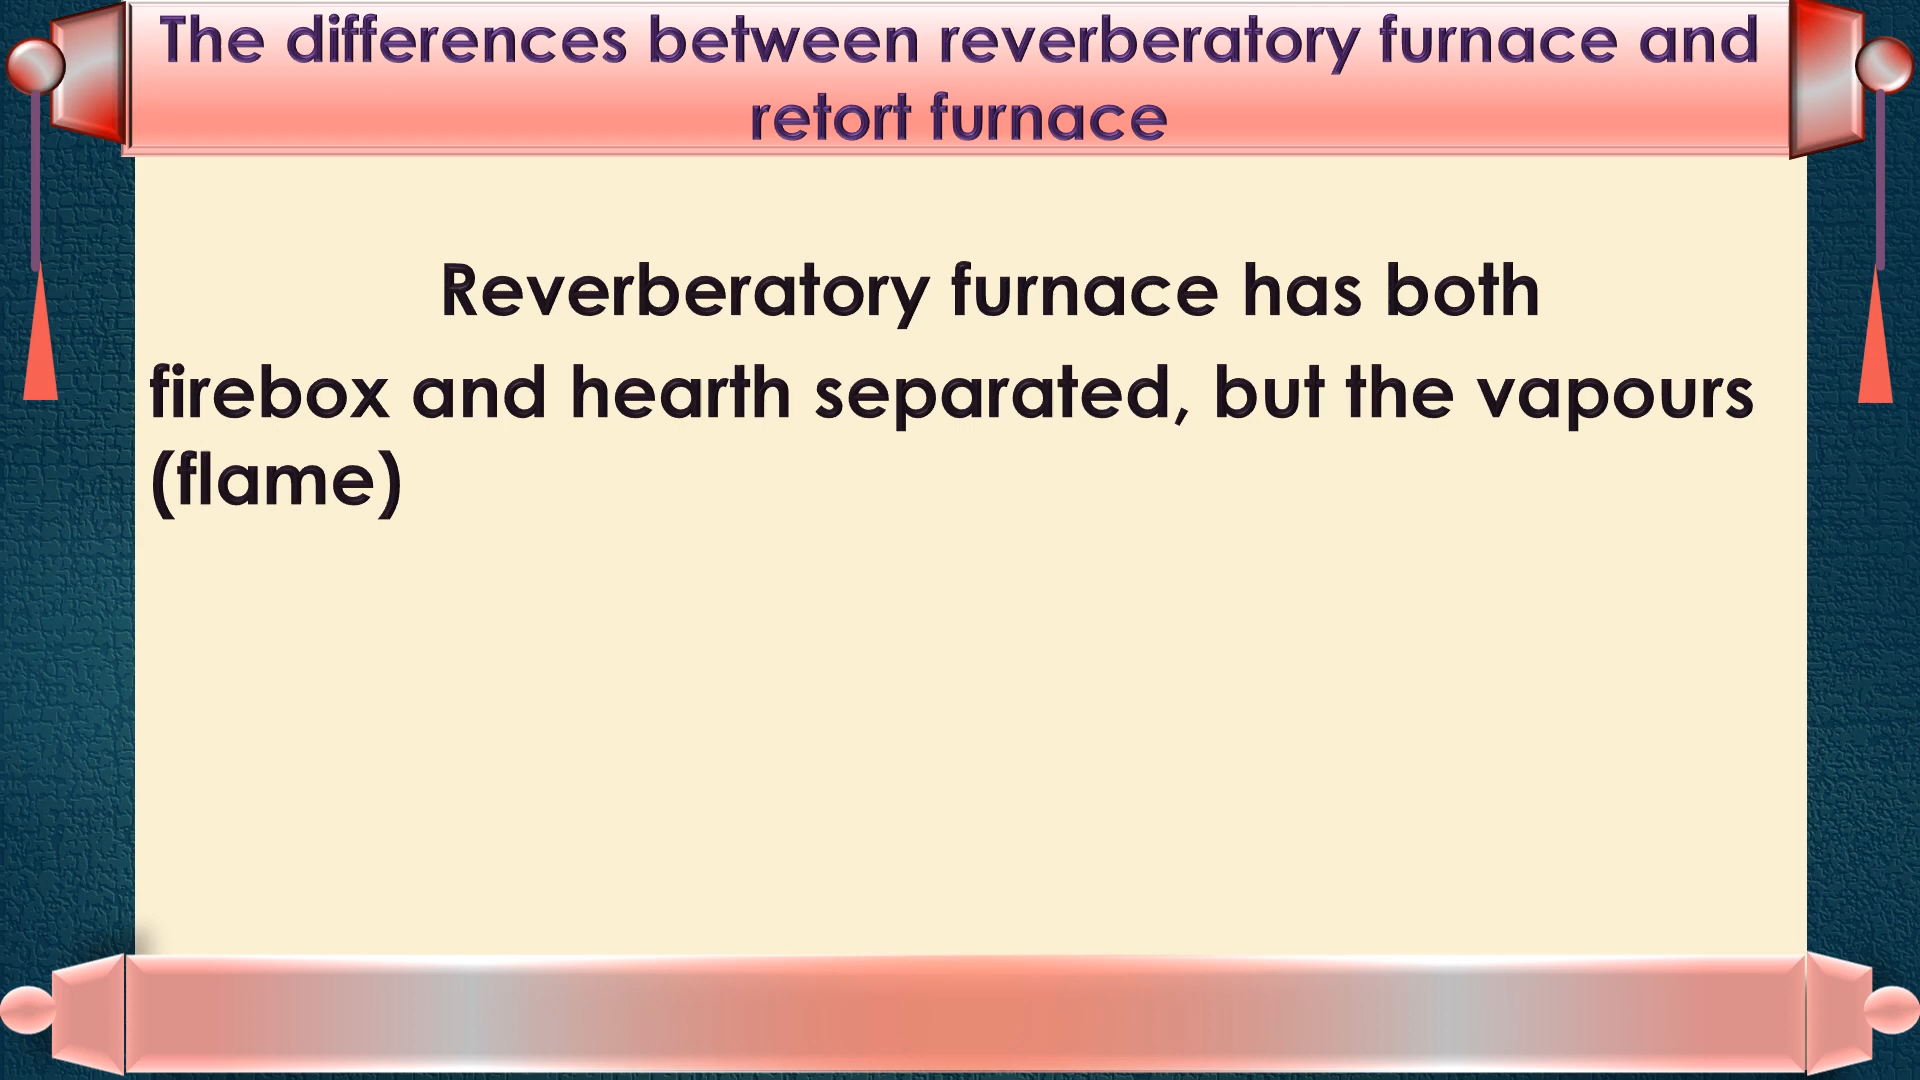 The differences between reverberatory furnace and
retort furnace
Reverberatory furnace has both
firebox and hearth separated, but the vapours
(flame)